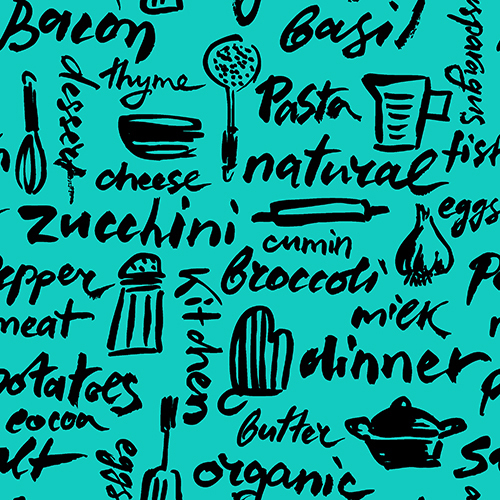 Bacon
basil
asparagus
dessert
thyme
Pasta
fish
cheese
natural
eggs
zucchini
cumin
pepper
broccoli
meat
kitchen
milk
dinner
potatoes
cocoa
butter
salt
eggs
organic